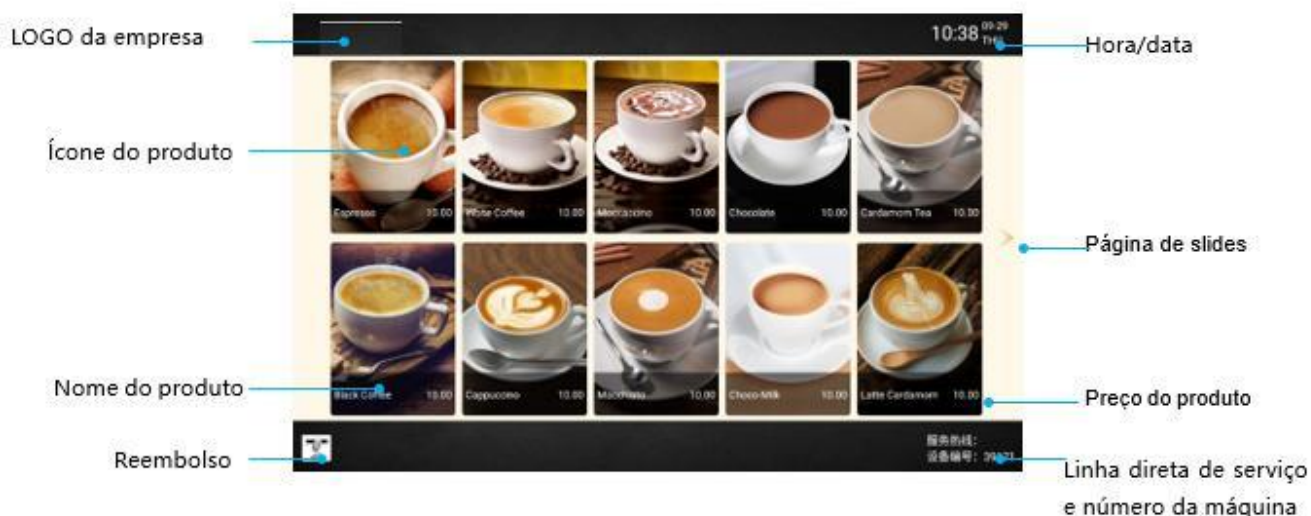 LOGO da empresa
10:38 09-29
Hora/data
Ícone do produto
Espresso 10.00
Coffee 10.00
Moccaccino 10.00
Chocolate 10.00
Cardamom Tea 10.00
Página de slides
Nome do produto
Black Coffee 10.00
Cappuccino 10.00
Macchiato 10.00
Choco-Milk 10.00
Latte Cardamom 10.00
Preço do produto
Reembolso
服务热线:
设备编号:
Linha direta de serviço
e número da máquina